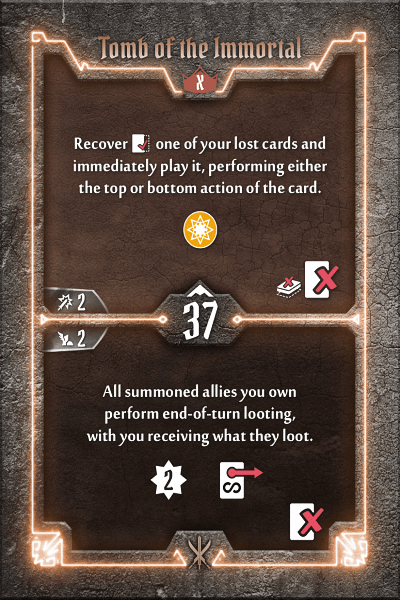 Tomb of the Immortal
X
Recover one of your lost cards and
immediately play it, performing either
the top or bottom action of the card.
2
37
2
All summoned allies you own
perform end-of-turn looting,
with you receiving what they loot.
2